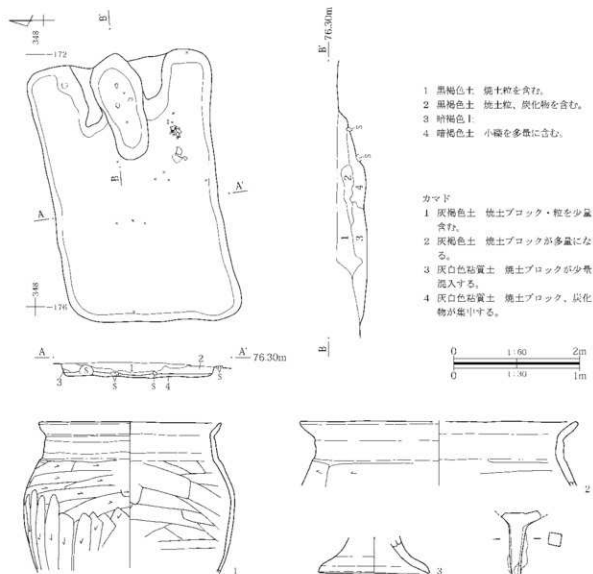 348
-172
B'
A'
B
A
348
-176
A
A' 76.30m
2
3
S
S
S
4
S
B' 76.30m
S
S
2
4
1
3
B
1 黒褐色土 焼土粒を含む。
2 黒褐色土 焼土粒、炭化物を含む。
3 暗褐色土
4 暗褐色土 小礫を多量に含む。
カマド
1 灰褐色土 焼土ブロック・粒を少量
含む。
2 灰褐色土 焼土ブロックが多量にな
る。
3 灰白色粘質土 焼土ブロックが少量
混入する。
4 灰白色粘質土 焼土ブロック、炭化
物が集中する。
0 1:60 2m
0 1:30 1m
1
2
3